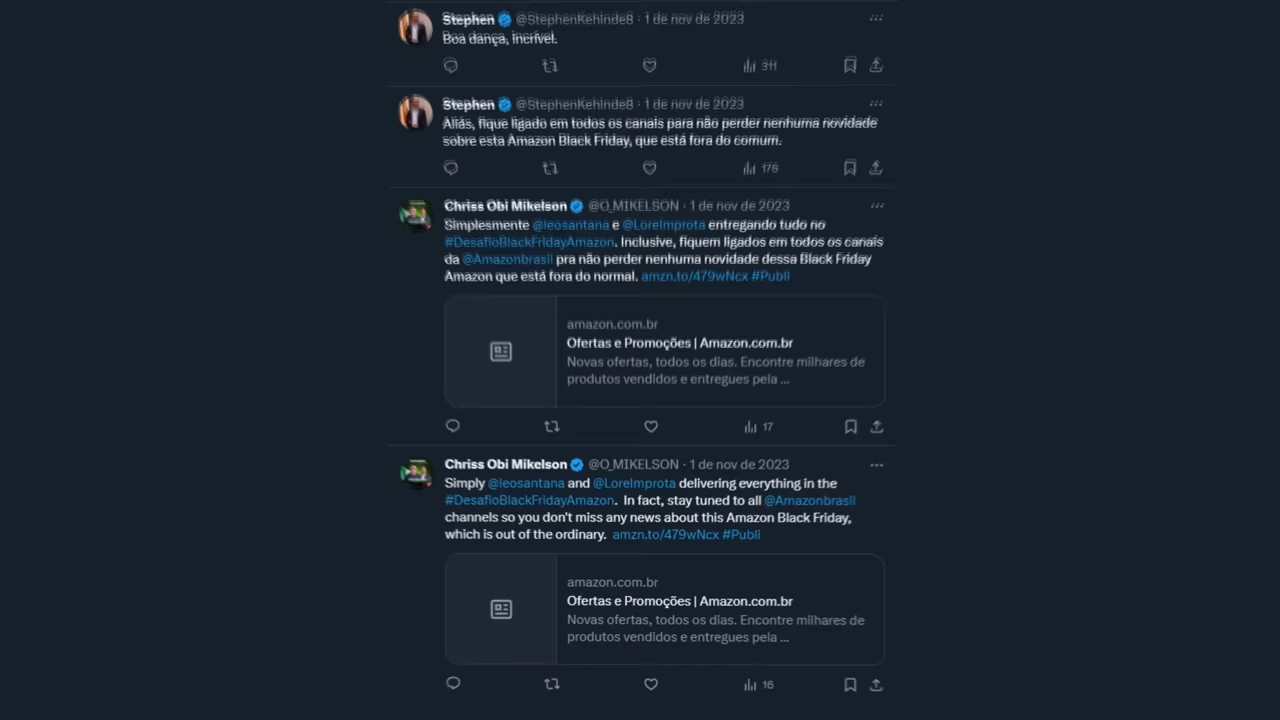 Stephen @StephenKehinde8 · 1 de nov de 2023
Boa dança, incrível.
311
Stephen @StephenKehinde8 · 1 de nov de 2023
Aliás, fique ligado em todos os canais para não perder nenhuma novidade
sobre esta Amazon Black Friday, que está fora do comum.
176
Chriss Obi Mikelson @O_MIKELSON · 1 de nov de 2023
Simplesmente @leosantana e @LoreImprota entregando tudo no
#DesafioBlackFridayAmazon. Inclusive, fiquem ligados em todos os canais
da @Amazonbrasil pra não perder nenhuma novidade dessa Black Friday
Amazon que está fora do normal. amzn.to/479wNcx #Publi
amazon.com.br
Ofertas e Promoções | Amazon.com.br
Novas ofertas, todos os dias. Encontre milhares de
produtos vendidos e entregues pela ...
17
Chriss Obi Mikelson @O_MIKELSON · 1 de nov de 2023
Simply @leosantana and @LoreImprota delivering everything in the
#DesafioBlackFridayAmazon. In fact, stay tuned to all @Amazonbrasil
channels so you don't miss any news about this Amazon Black Friday,
which is out of the ordinary. amzn.to/479wNcx #Publi
amazon.com.br
Ofertas e Promoções | Amazon.com.br
Novas ofertas, todos os dias. Encontre milhares de
produtos vendidos e entregues pela ...
16